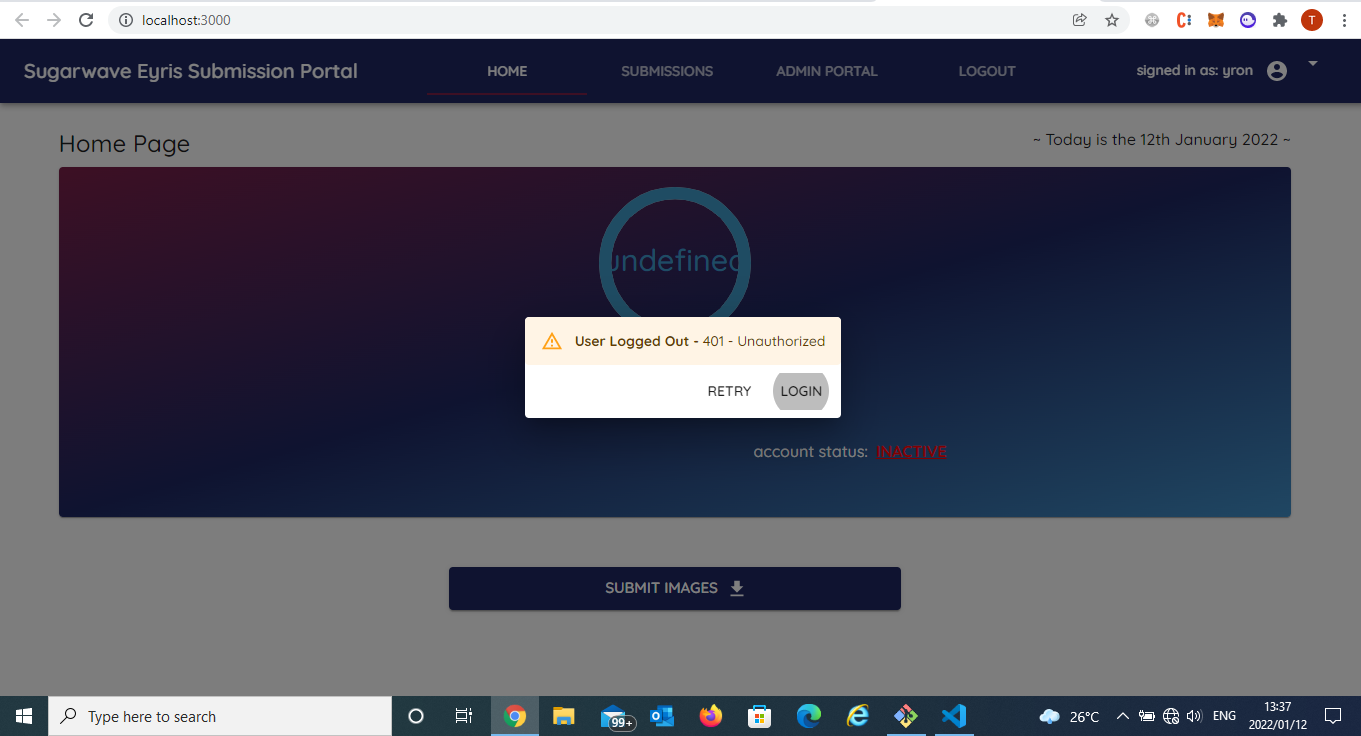 localhost:3000
T
Sugarwave Eyris Submission Portal
HOME
SUBMISSIONS
ADMIN PORTAL
LOGOUT
signed in as: yron
Home Page
~ Today is the 12th January 2022 ~
undefined
User Logged Out - 401 - Unauthorized
RETRY
LOGIN
account status: INACTIVE
SUBMIT IMAGES
Type here to search
99+
26°C
ENG
13:37
2022/01/12